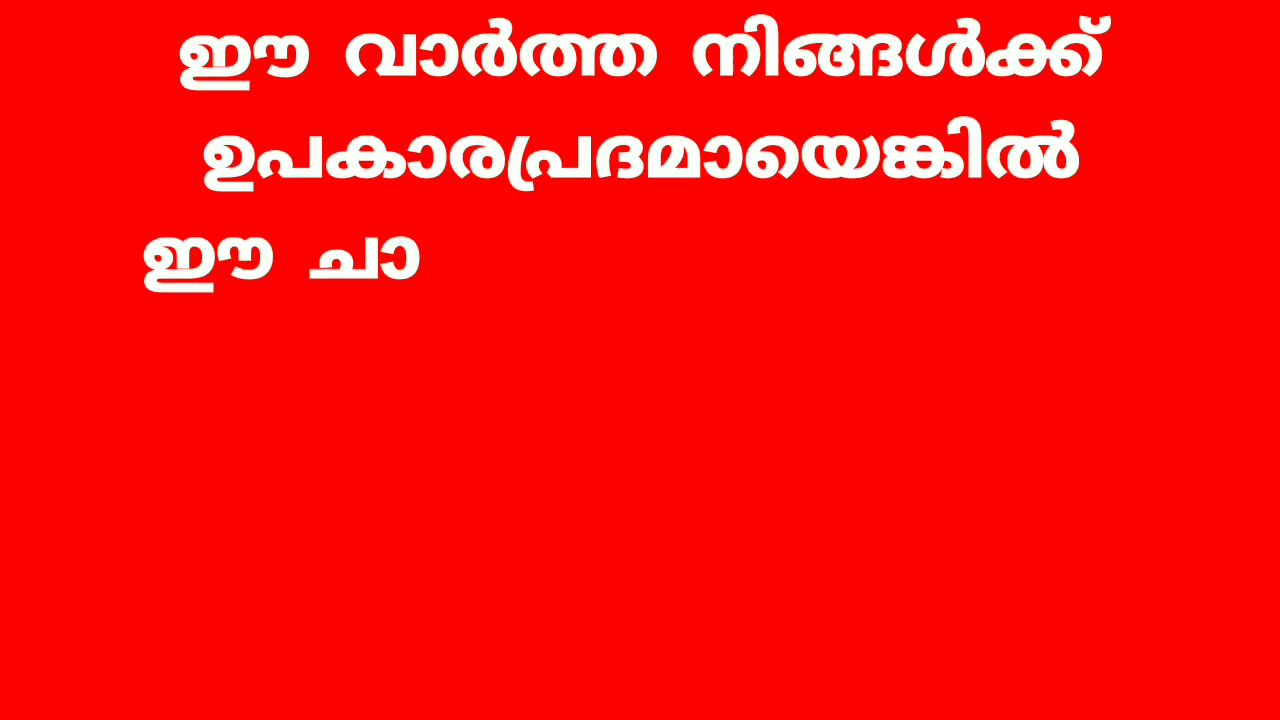 ഈ വാർത്ത നിങ്ങൾക്ക്
ഉപകാരപ്രദമായെങ്കിൽ
ഈ ചാ